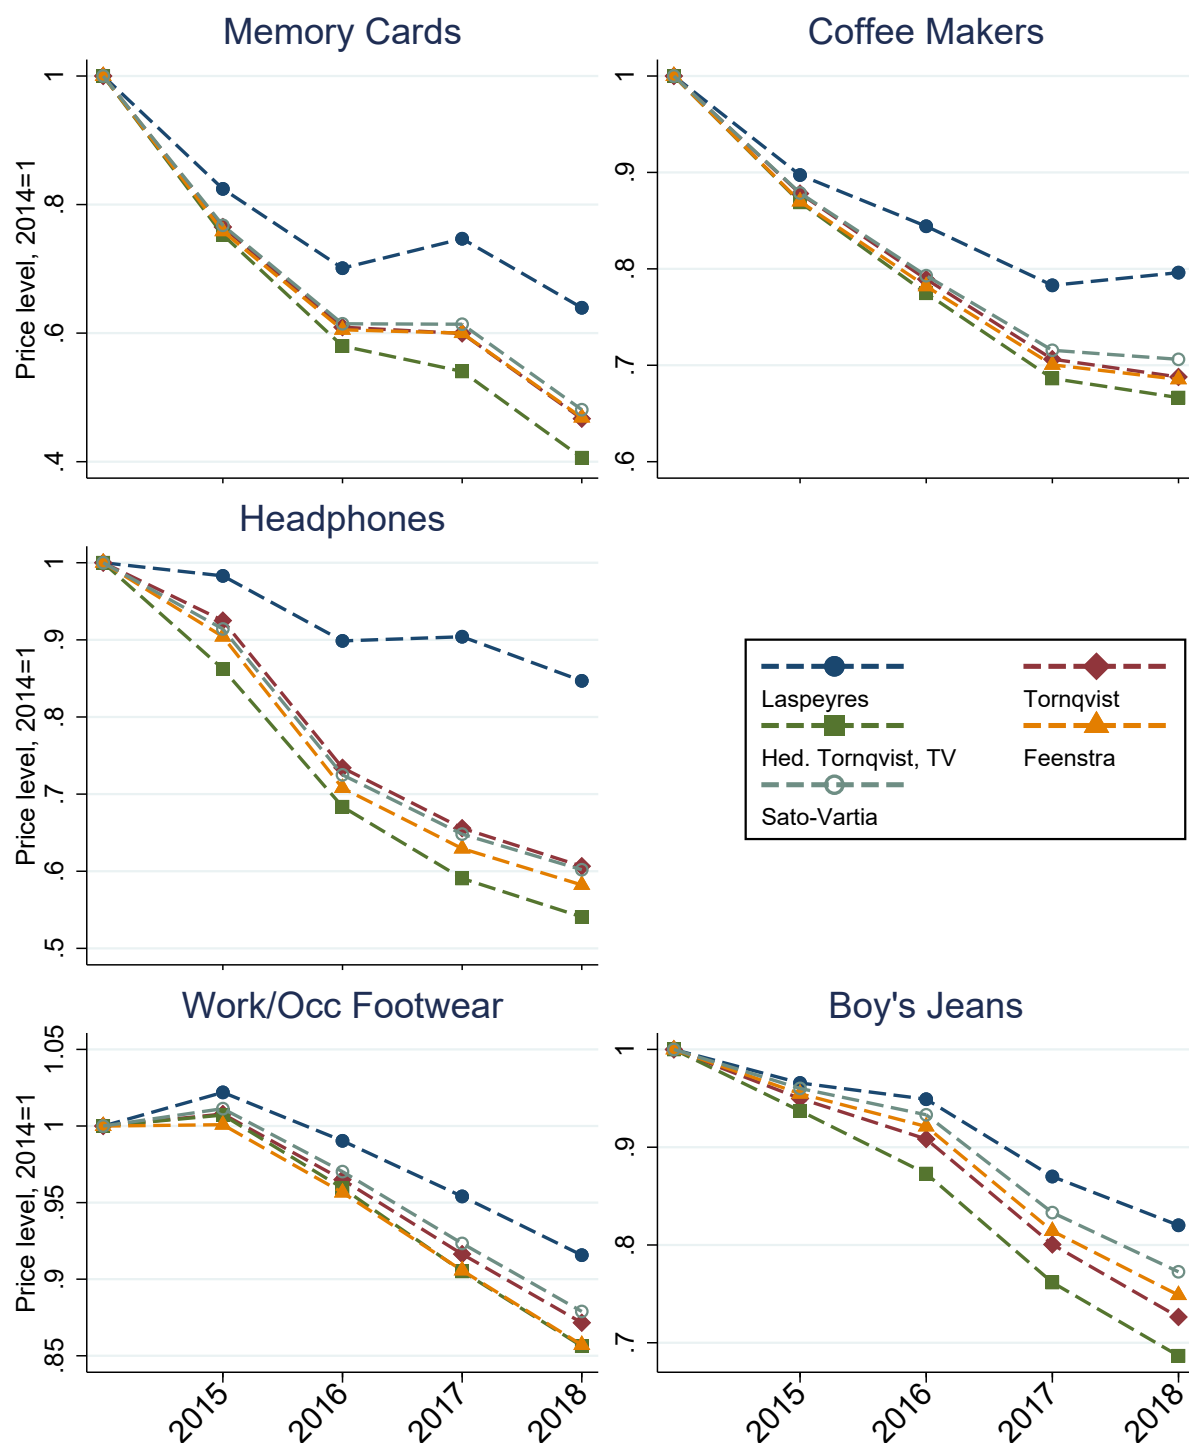 Memory Cards
Price level, 2014=1
1
.8
.6
.4
Coffee Makers
1
.9
.8
.7
.6
Headphones
Price level, 2014=1
1
.9
.8
.7
.6
.5
Laspeyres
Tornqvist
Hed. Tornqvist, TV
Feenstra
Sato-Vartia
Work/Occ Footwear
Price level, 2014=1
1.05
1
.95
.9
.85
2015
2016
2017
2018
Boy's Jeans
1
.9
.8
.7
2015
2016
2017
2018